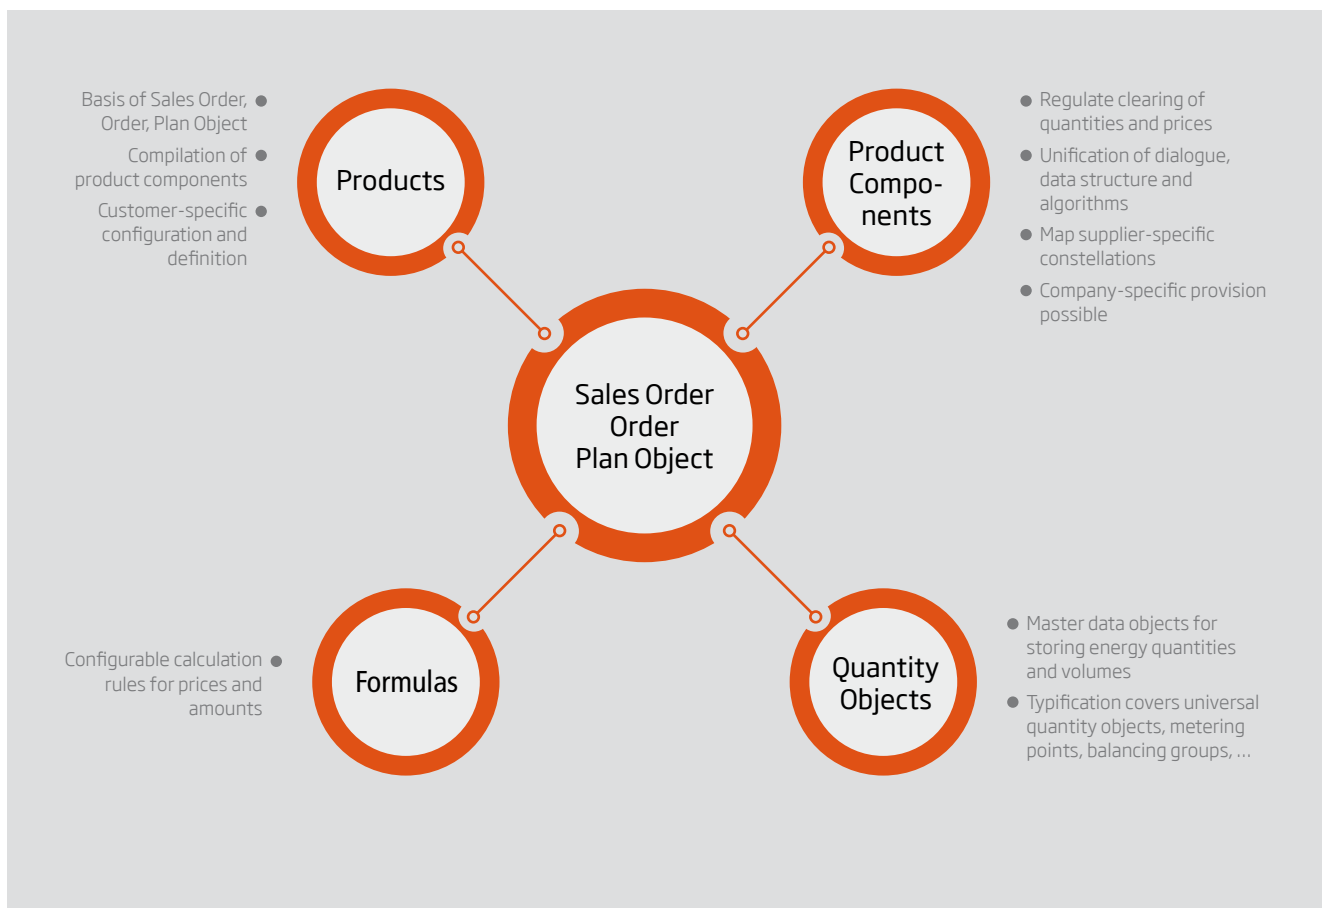 Basis of Sales Order,
Order, Plan Object
Compilation of
product components
Customer-specific
configuration and
definition
Products
Product
Compo-
nents
Regulate clearing of
quantities and prices
Unification of dialogue,
data structure and
algorithms
Map supplier-specific
constellations
Company-specific provision
possible
Sales Order
Order
Plan Object
Configurable calculation
rules for prices and
amounts
Formulas
Quantity
Objects
Master data objects for
storing energy quantities
and volumes
Typification covers universal
quantity objects, metering
points, balancing groups, ...